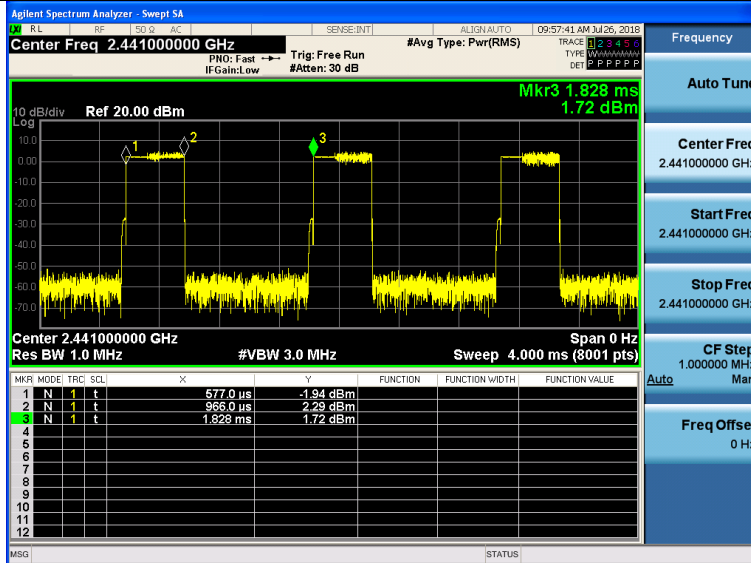 Agilent Spectrum Analyzer - Swept SA
LXI RL RF 50 Ω AC SENSE:INT ALIGN AUTO 09:57:41 AM Jul 26, 2018
Center Freq 2.441000000 GHz #Avg Type: Pwr(RMS) TRACE 1 2 3 4 5 6
PNO: Fast Trig: Free Run TYPE WWWWWW
IFGain:Low #Atten: 30 dB DET P P P P P P
Mkr3 1.828 ms
10 dB/div Ref 20.00 dBm 1.72 dBm
Log
1 2 3
10.0
0.00
-10.0
-20.0
-30.0
-40.0
-50.0
-60.0
-70.0
Center 2.441000000 GHz Span 0 Hz
Res BW 1.0 MHz #VBW 3.0 MHz Sweep 4.000 ms (8001 pts)
MKR MODE TRC SCL X Y FUNCTION FUNCTION WIDTH FUNCTION VALUE
1 N 1 t 577.0 µs -1.94 dBm
2 N 1 t 966.0 µs 2.29 dBm
3 N 1 t 1.828 ms 1.72 dBm
4
5
6
7
8
9
10
11
12
MSG STATUS
Frequency
Auto Tune
Center Freq
2.441000000 GHz
Start Freq
2.441000000 GHz
Stop Freq
2.441000000 GHz
CF Step
1.000000 MHz
Auto Man
Freq Offset
0 Hz